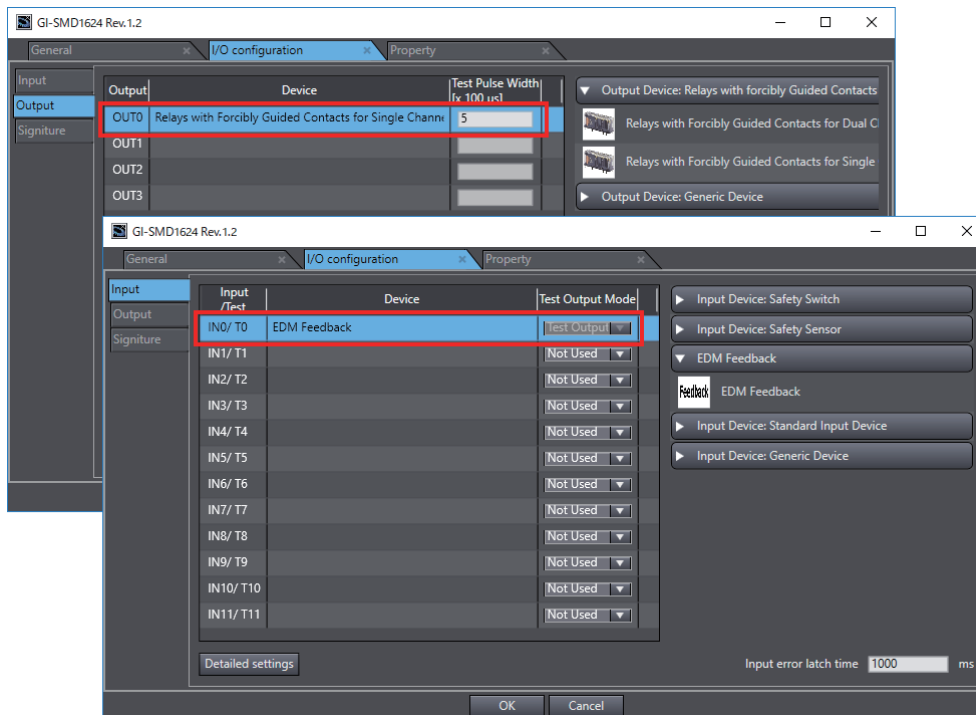 GI-SMD1624 Rev.1.2
General
I/O configuration
Property
Input
Output
Signiture
Output Device Test Pulse Width
[x 100 us]
OUT0 Relays with Forcibly Guided Contacts for Single Channe 5
OUT1
OUT2
OUT3
Output Device: Relays with forcibly Guided Contacts
Relays with Forcibly Guided Contacts for Dual C
Relays with Forcibly Guided Contacts for Single
Output Device: Generic Device
GI-SMD1624 Rev.1.2
General
I/O configuration
Property
Input
Output
Signiture
Input
/Test Device Test Output Mode
IN0/ T0 EDM Feedback Test Output
IN1/ T1 Not Used
IN2/ T2 Not Used
IN3/ T3 Not Used
IN4/ T4 Not Used
IN5/ T5 Not Used
IN6/ T6 Not Used
IN7/ T7 Not Used
IN8/ T8 Not Used
IN9/ T9 Not Used
IN10/ T10 Not Used
IN11/ T11 Not Used
Input Device: Safety Switch
Input Device: Safety Sensor
EDM Feedback
Feedback EDM Feedback
Input Device: Standard Input Device
Input Device: Generic Device
Detailed settings
Input error latch time 1000 ms
OK Cancel